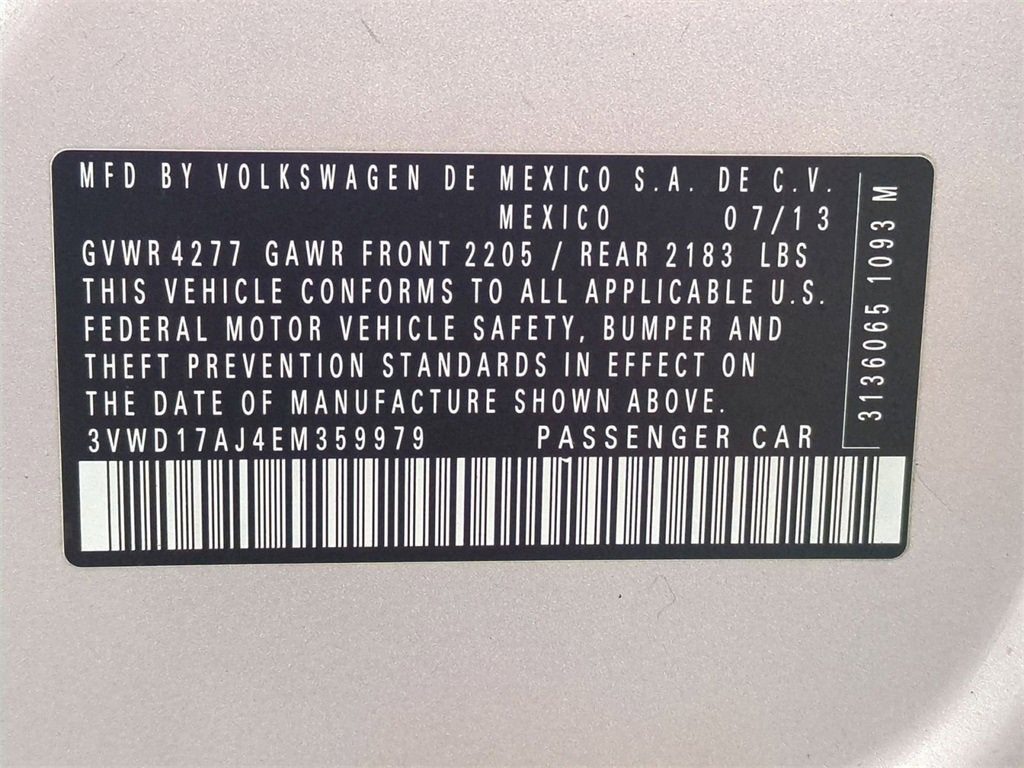 MFD BY VOLKSWAGEN DE MEXICO S.A. DE C.V.
MEXICO 07/13
GVWR 4277 GAWR FRONT 2205 / REAR 2183 LBS
THIS VEHICLE CONFORMS TO ALL APPLICABLE U.S.
FEDERAL MOTOR VEHICLE SAFETY, BUMPER AND
THEFT PREVENTION STANDARDS IN EFFECT ON
THE DATE OF MANUFACTURE SHOWN ABOVE.
3VWD17AJ4EM359979 PASSENGER CAR
3136065 1093 M